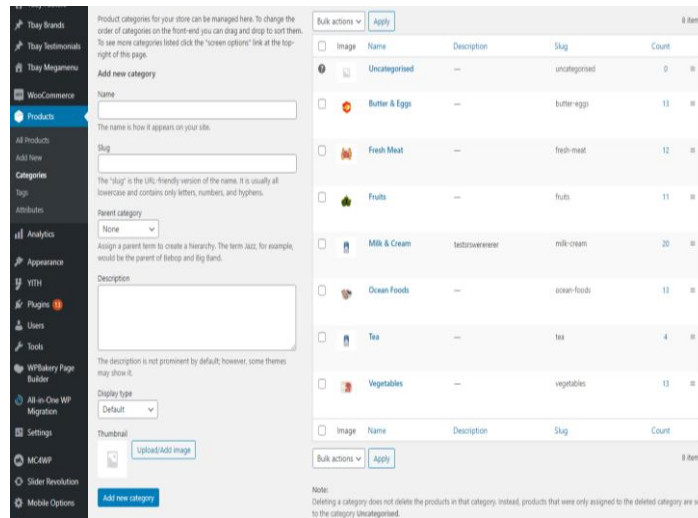 Tbay Brands
Tbay Testimonials
Tbay Megamenu
WooCommerce
Products
All Products
Add New
Categories
Tags
Attributes
Analytics
Appearance
YITH
Plugins 13
Users
Tools
WPBakery Page
Builder
All-in-One WP
Migration
Settings
MC4WP
Slider Revolution
Mobile Options
Product categories for your store can be managed here. To change the
order of categories on the front-end you can drag and drop to sort them.
To see more categories listed click the "screen options" link at the top-
right of this page.
Add new category
Name
The name is how it appears on your site.
Slug
The "slug" is the URL-friendly version of the name. It is usually all
lowercase and contains only letters, numbers, and hyphens.
Parent category
None
Assign a parent term to create a hierarchy. The term Jazz, for example,
would be the parent of Bebop and Big Band.
Description
The description is not prominent by default; however, some themes
may show it.
Display type
Default
Thumbnail
Upload/Add image
Add new category
Bulk actions Apply 8 item
Image Name Description Slug Count
Uncategorised — uncategorised 0
Butter & Eggs — butter-eggs 13
Fresh Meat — fresh-meat 12
Fruits — fruits 11
Milk & Cream milk-cream 20
Ocean Foods — ocean-foods 13
Tea — tea 4
Vegetables — vegetables 13
Image Name Description Slug Count
Bulk actions Apply 8 item
Note:
Deleting a category does not delete the products in that category. Instead, products that were only assigned to the deleted category are s
to the category Uncategorised.